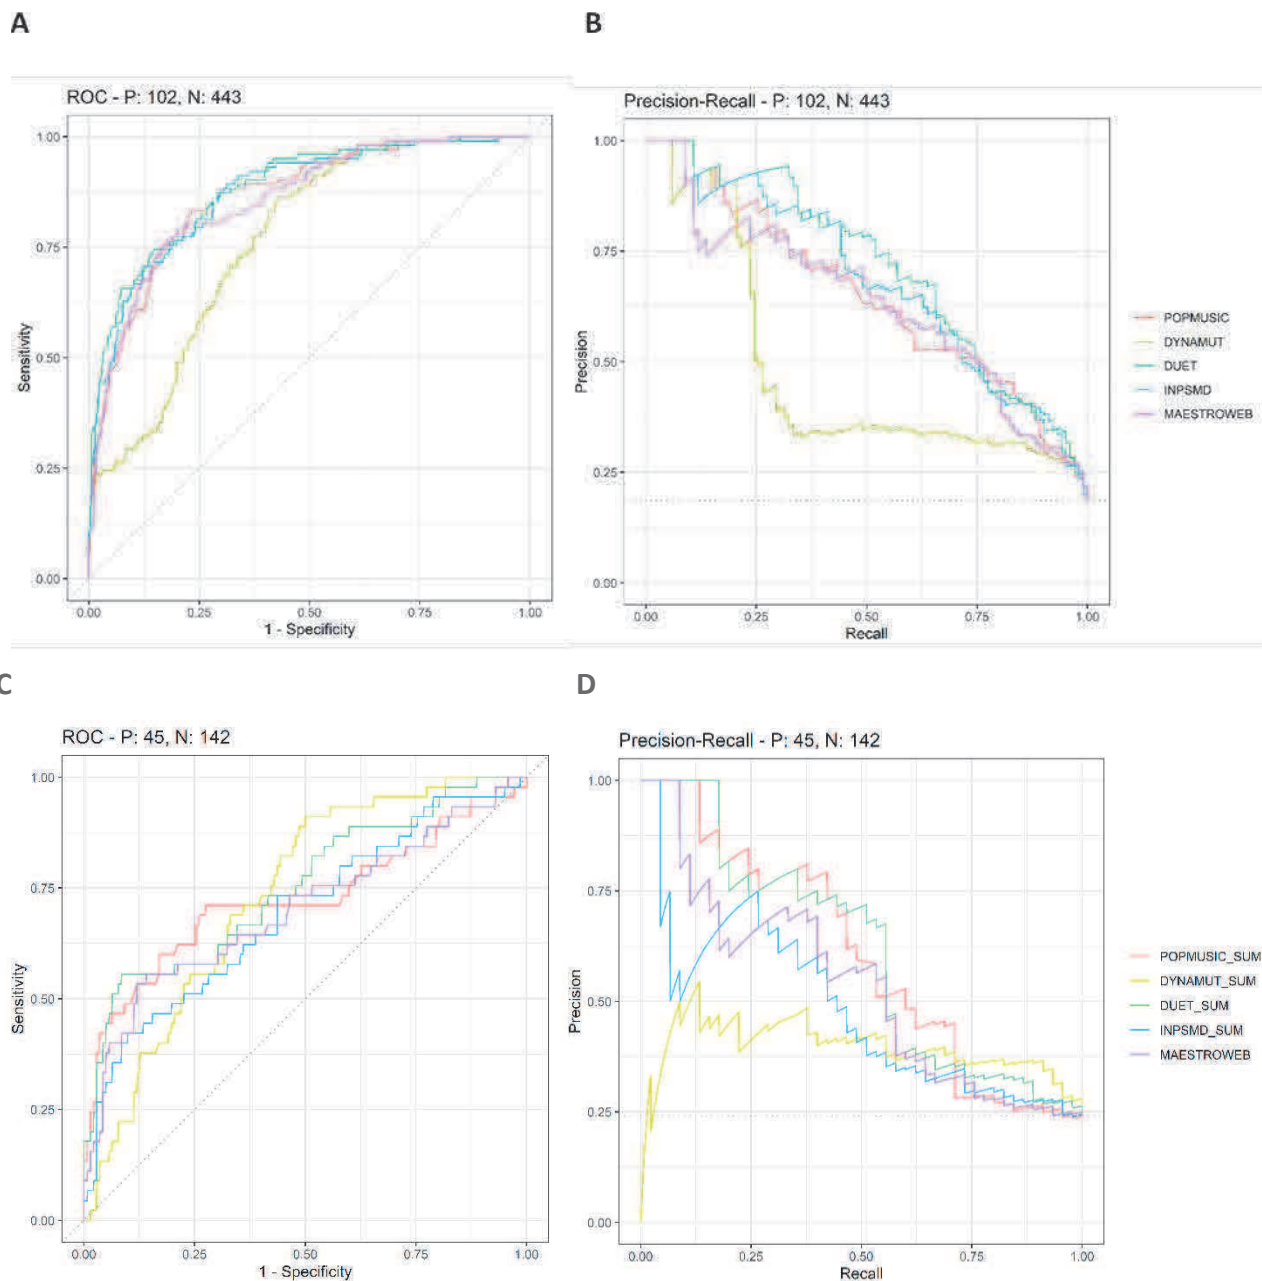 A
B
ROC - P: 102, N: 443
Precision-Recall - P: 102, N: 443
1.00
0.75
0.50
0.25
0.00
Sensitivity
0.00 0.25 0.50 0.75 1.00
1 - Specificity
1.00
0.75
0.50
0.25
0.00
Precision
0.00 0.25 0.50 0.75 1.00
Recall
POPMUSIC
DYNAMUT
DUET
INPSMD
MAESTROWEB
C
D
ROC - P: 45, N: 142
Precision-Recall - P: 45, N: 142
1.00
0.75
0.50
0.25
0.00
Sensitivity
0.00 0.25 0.50 0.75 1.00
1 - Specificity
1.00
0.75
0.50
0.25
0.00
Precision
0.00 0.25 0.50 0.75 1.00
Recall
POPMUSIC_SUM
DYNAMUT_SUM
DUET_SUM
INPSMD_SUM
MAESTROWEB